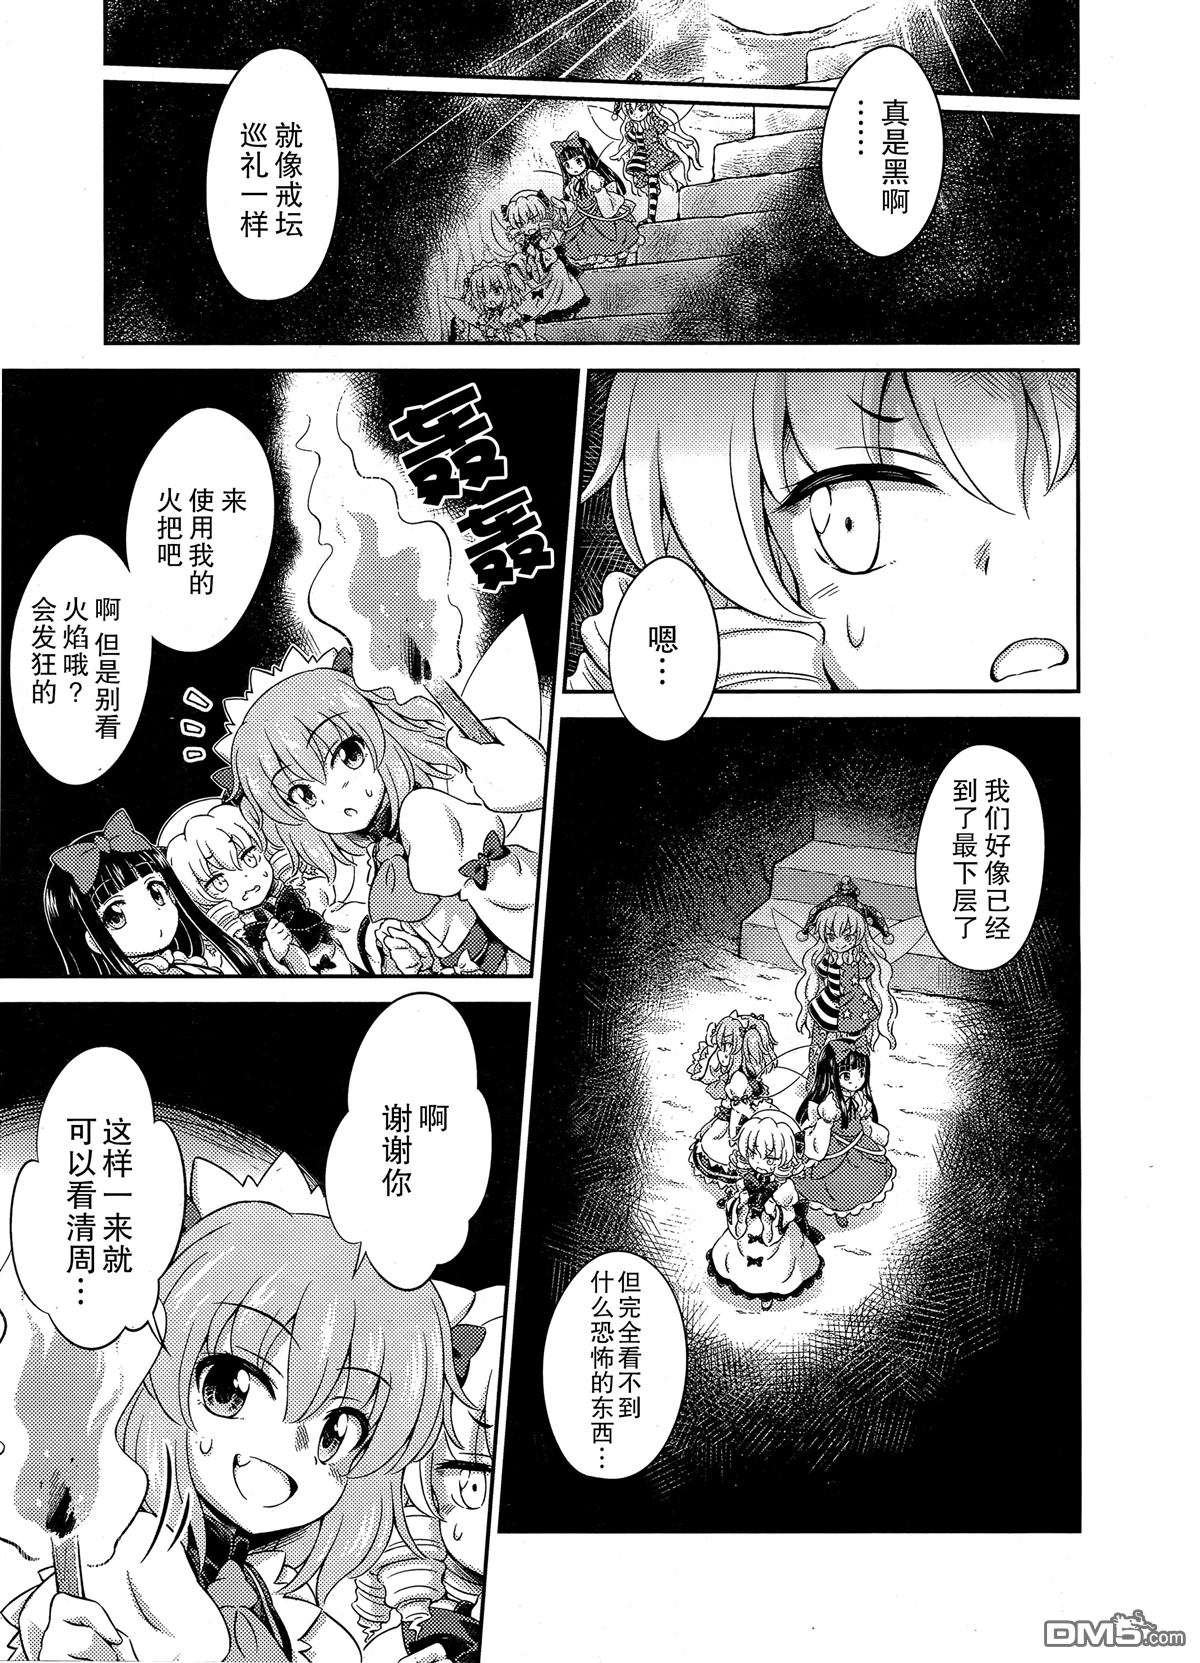 真是黑啊
……
就像戒坛
巡礼一样
嗯…
轰轰
来
使用我的
火把吧
啊 但是别看
火焰哦？
会发狂的
我们好像已经
到了最下层了
但完全看不到
什么恐怖的东西…
啊
谢谢你
这样一来就
可以看清周…
DM5.com